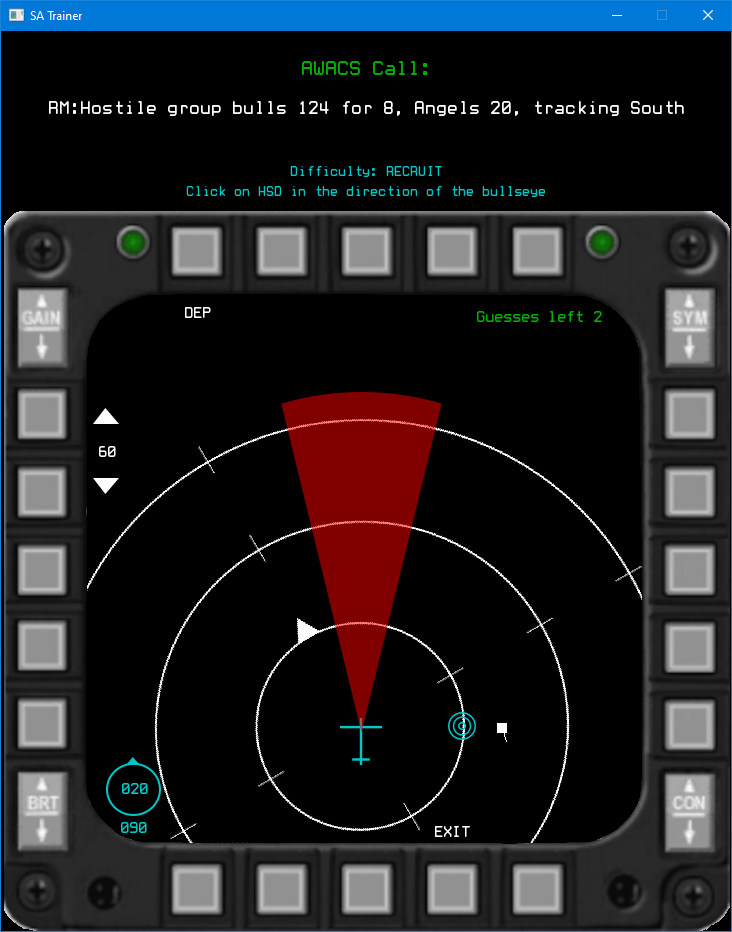 SA Trainer
AWACS Call:
RM:Hostile group bulls 124 for 8, Angels 20, tracking South
Difficulty: RECRUIT
Click on HSD in the direction of the bullseye
DEP
Guesses left 2
GAIN
SYM
60
020
090
BRT
CON
EXIT